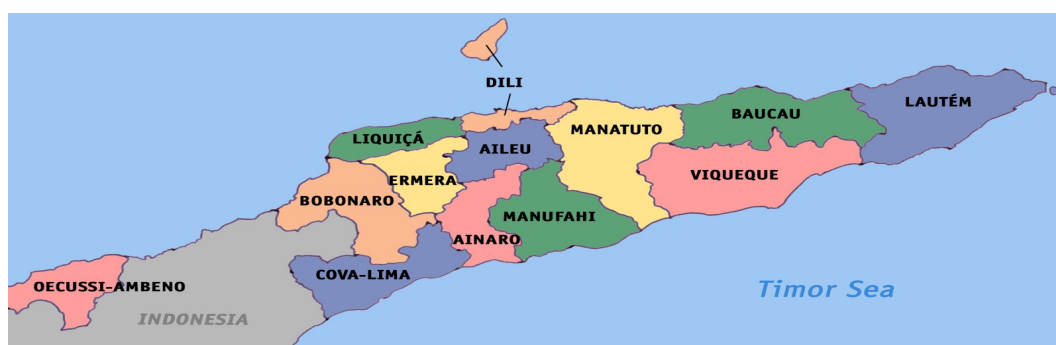 DILI
LAUTÉM
BAUCAU
MANATUTO
LIQUIÇÁ
AILEU
VIQUEQUE
ERMERA
BOBONARO
MANUFAHI
AINARO
COVA-LIMA
OECUSSI-AMBENO
Timor Sea
INDONESIA